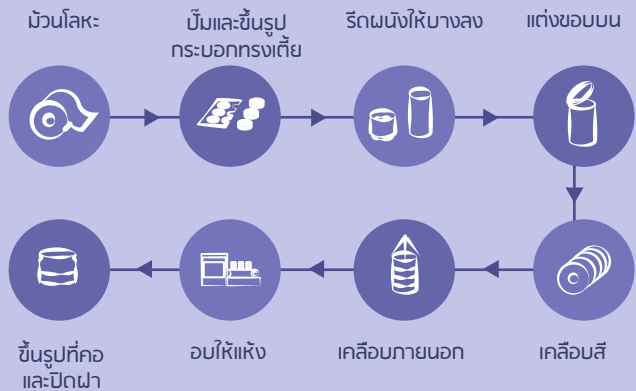 ม้วนโลหะ
ปั๊มและขึ้นรูป
กระบอกทรงเตี้ย
รีดผนังให้บางลง
แต่งขอบบน
เคลือบสี
เคลือบภายนอก
อบให้แห้ง
ขึ้นรูปที่คอ
และปิดฝา